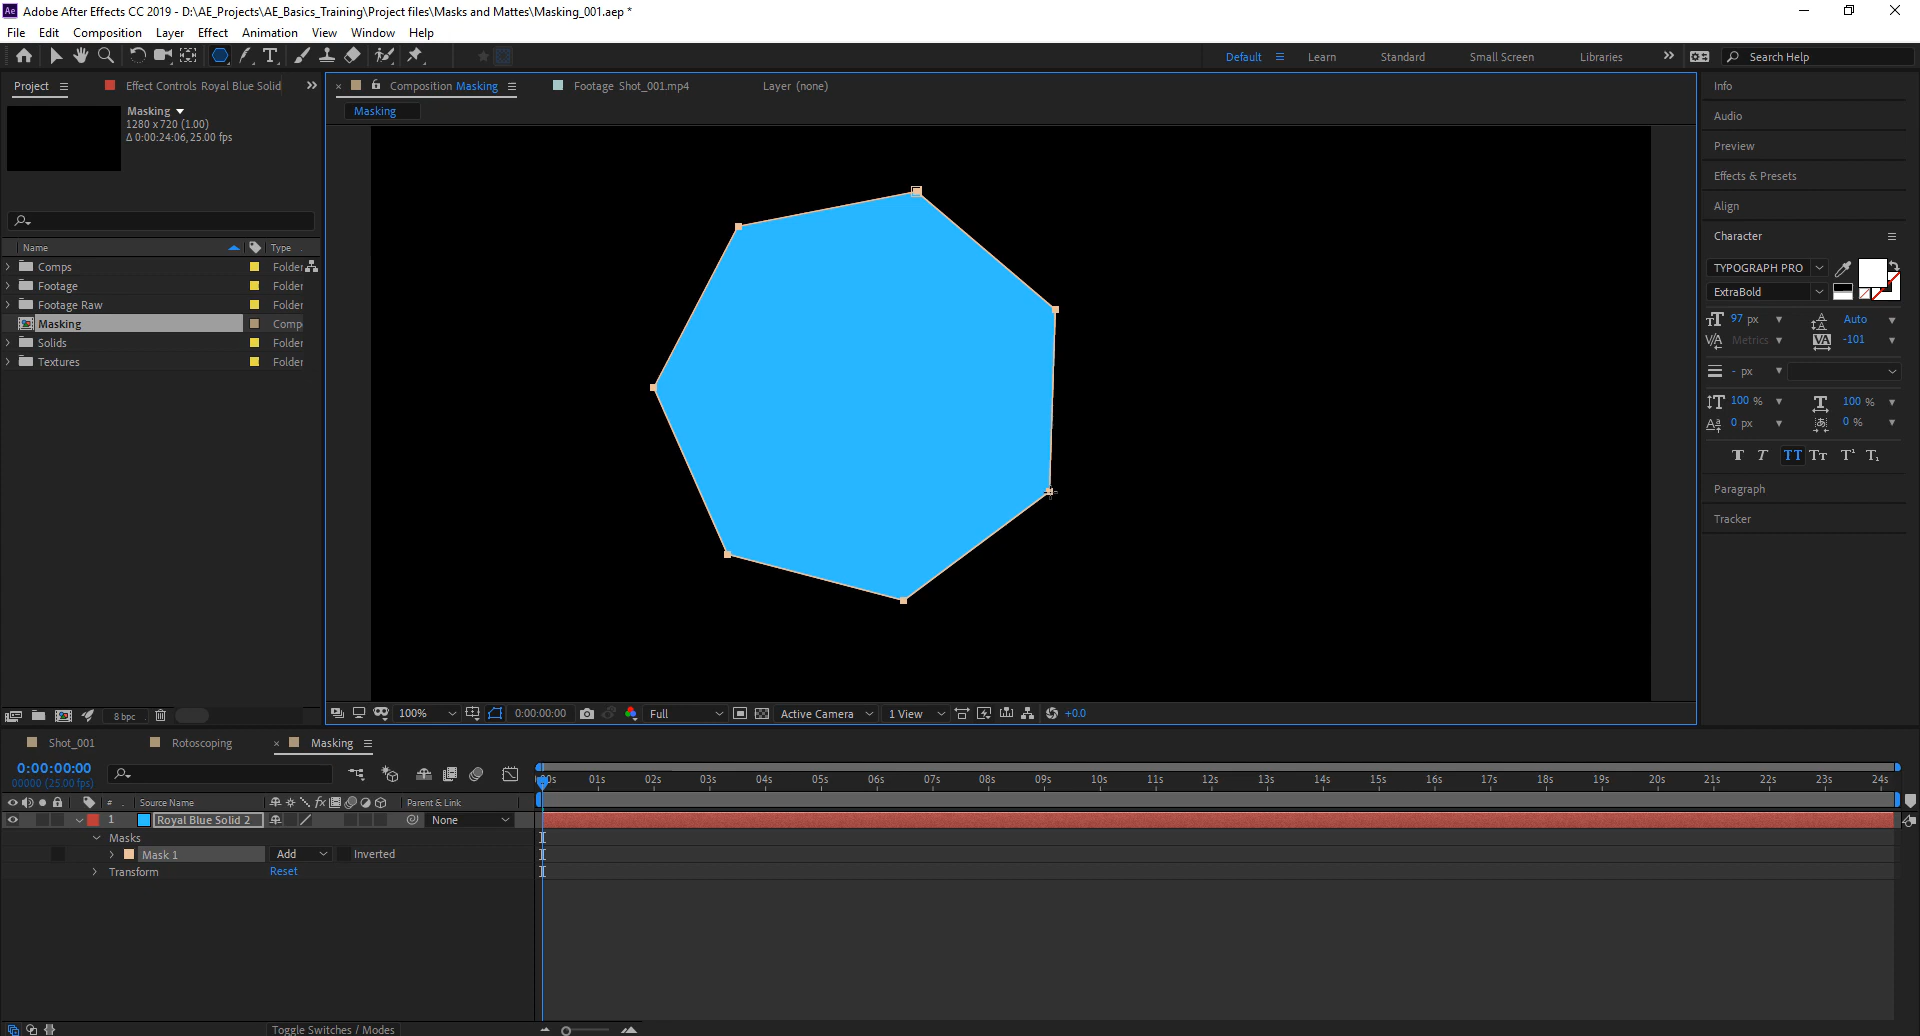 Ae Adobe After Effects CC 2019 - D:\AE_Projects\AE_Basics_Training\Project files\Masks and Mattes\Masking_001.aep *
File Edit Composition Layer Effect Animation View Window Help
Default Learn Standard Small Screen Libraries Search Help
Project Effect Controls Royal Blue Solid
Composition Masking Footage Shot_001.mp4 Layer (none)
Masking
Masking
1280 x 720 (1.00)
Δ 0:00:24:06, 25.00 fps
Name Type
Comps Folder
Footage Folder
Footage Raw Folder
Masking Comp
Solids Folder
Textures Folder
8 bpc
100% 0:00:00:00 Full Active Camera 1 View +0.0
Info
Audio
Preview
Effects & Presets
Align
Character
TYPOGRAPH PRO
ExtraBold
97 px Auto
Metrics -101
- px
100 % 100 %
0 px 0 %
T T TT Tт T¹ T₁
Paragraph
Tracker
Shot_001 Rotoscoping Masking
0:00:00:00
00000 (25.00 fps)
# Source Name fx Parent & Link
1 Royal Blue Solid 2 None
Masks
Mask 1 Add Inverted
Transform Reset
:00s 01s 02s 03s 04s 05s 06s 07s 08s 09s 10s 11s 12s 13s 14s 15s 16s 17s 18s 19s 20s 21s 22s 23s 24s
Toggle Switches / Modes